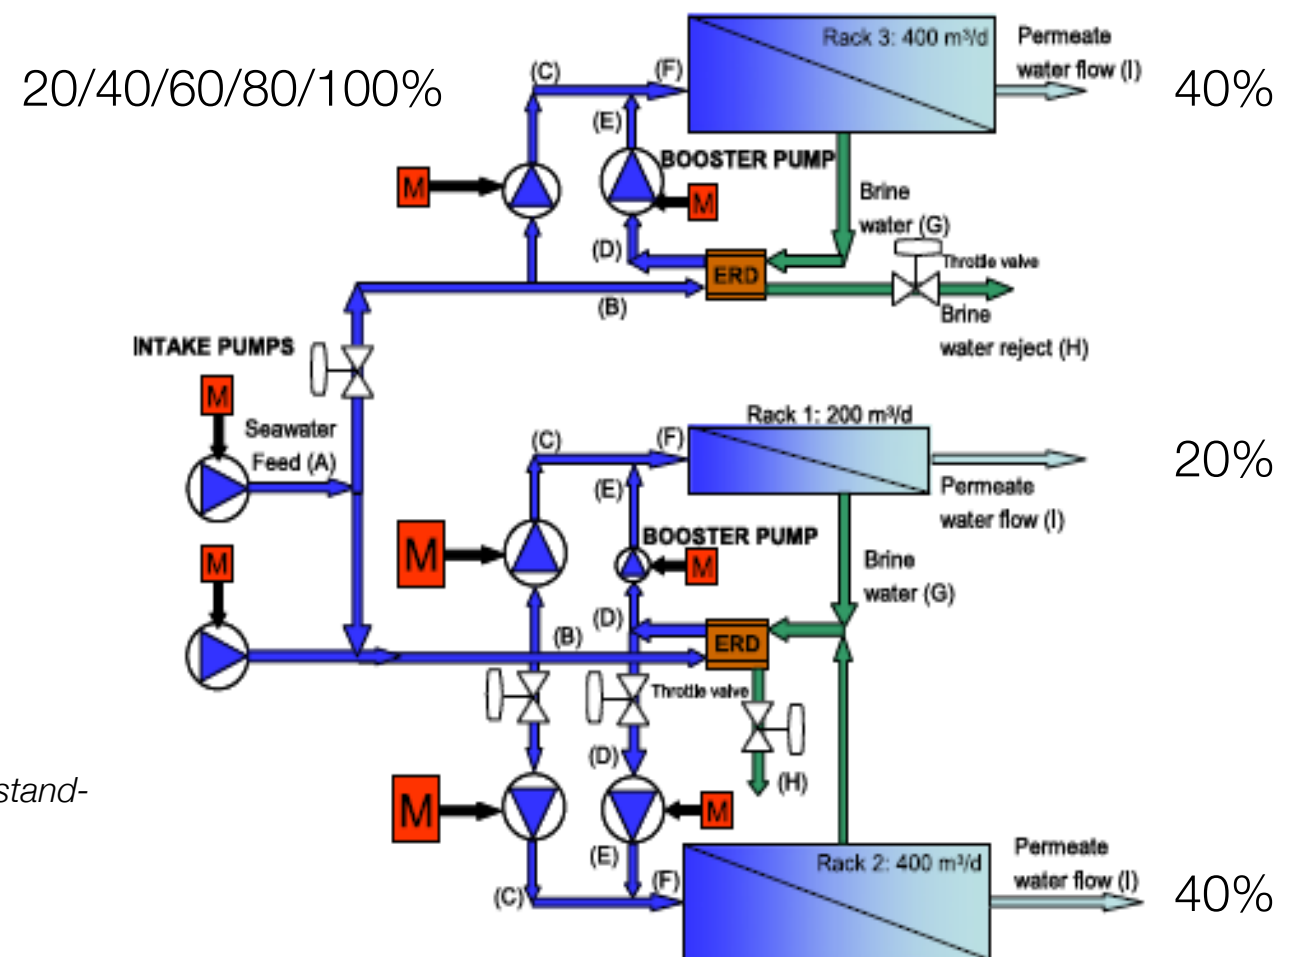 20/40/60/80/100%
(C)
(F)
Rack 3: 400 m³/d
Permeate
water flow (I)
40%
(E)
BOOSTER PUMP
M
M
Brine
water (G)
(D)
ERD
Throttle valve
(B)
Brine
water reject (H)
INTAKE PUMPS
M
Seawater
Feed (A)
Rack 1: 200 m³/d
(C)
(F)
20%
(E)
Permeate
water flow (I)
M
BOOSTER PUMP
M
M
Brine
water (G)
(D)
(B)
ERD
Throttle valve
(D)
(H)
stand-
M
M
(E)
Rack 2: 400 m³/d
Permeate
water flow (I)
(C)
(F)
40%